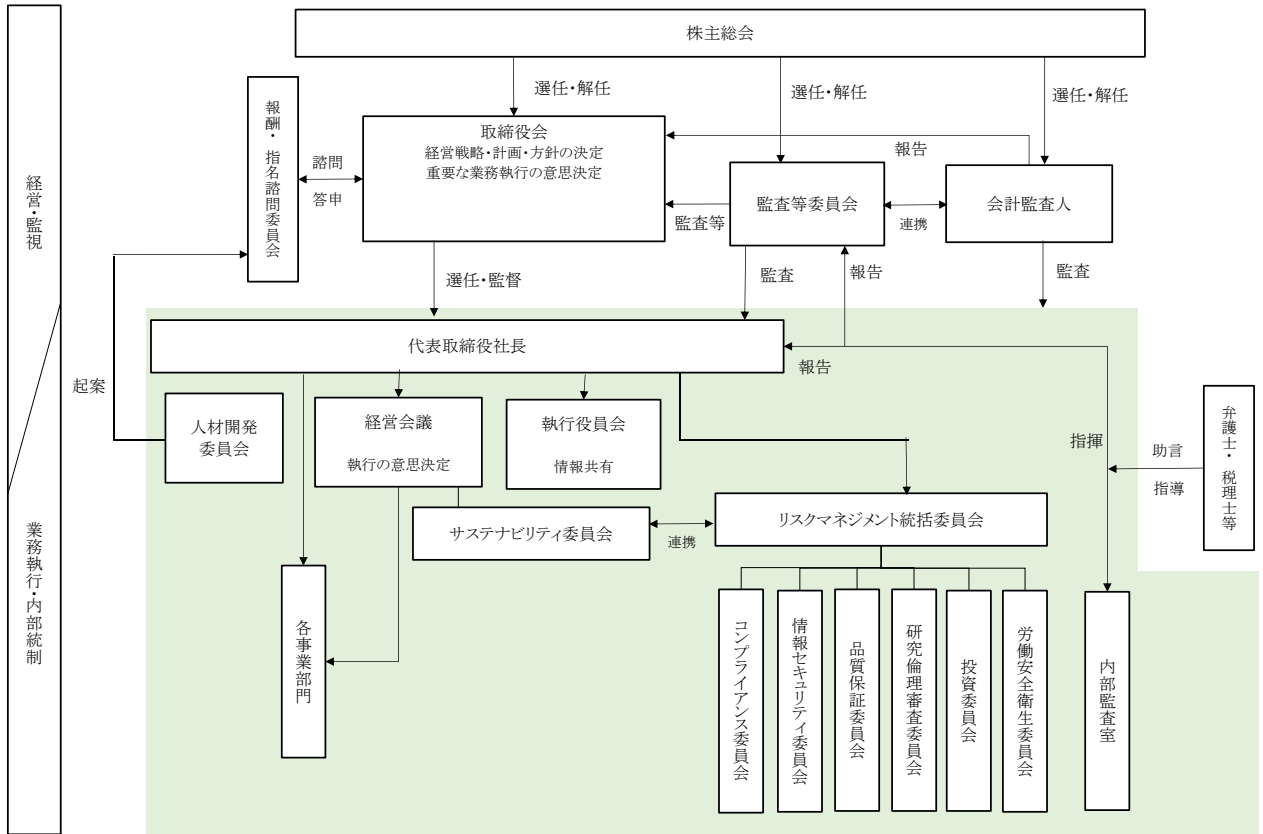 株主総会
選任・解任
選任・解任
選任・解任
報酬・指名諮問委員会
諮問
答申
取締役会
経営戦略・計画・方針の決定
重要な業務執行の意思決定
報告
監査等
監査等委員会
連携
会計監査人
経営・監視
選任・監督
監査
報告
監査
代表取締役社長
報告
起案
人材開発
委員会
経営会議
執行の意思決定
執行役員会
情報共有
指揮
助言
指導
弁護士・税理士等
サステナビリティ委員会
連携
リスクマネジメント統括委員会
業務執行・内部統制
各事業部門
コンプライアンス委員会
情報セキュリティ委員会
品質保証委員会
研究倫理審査委員会
投資委員会
労働安全衛生委員会
内部監査室